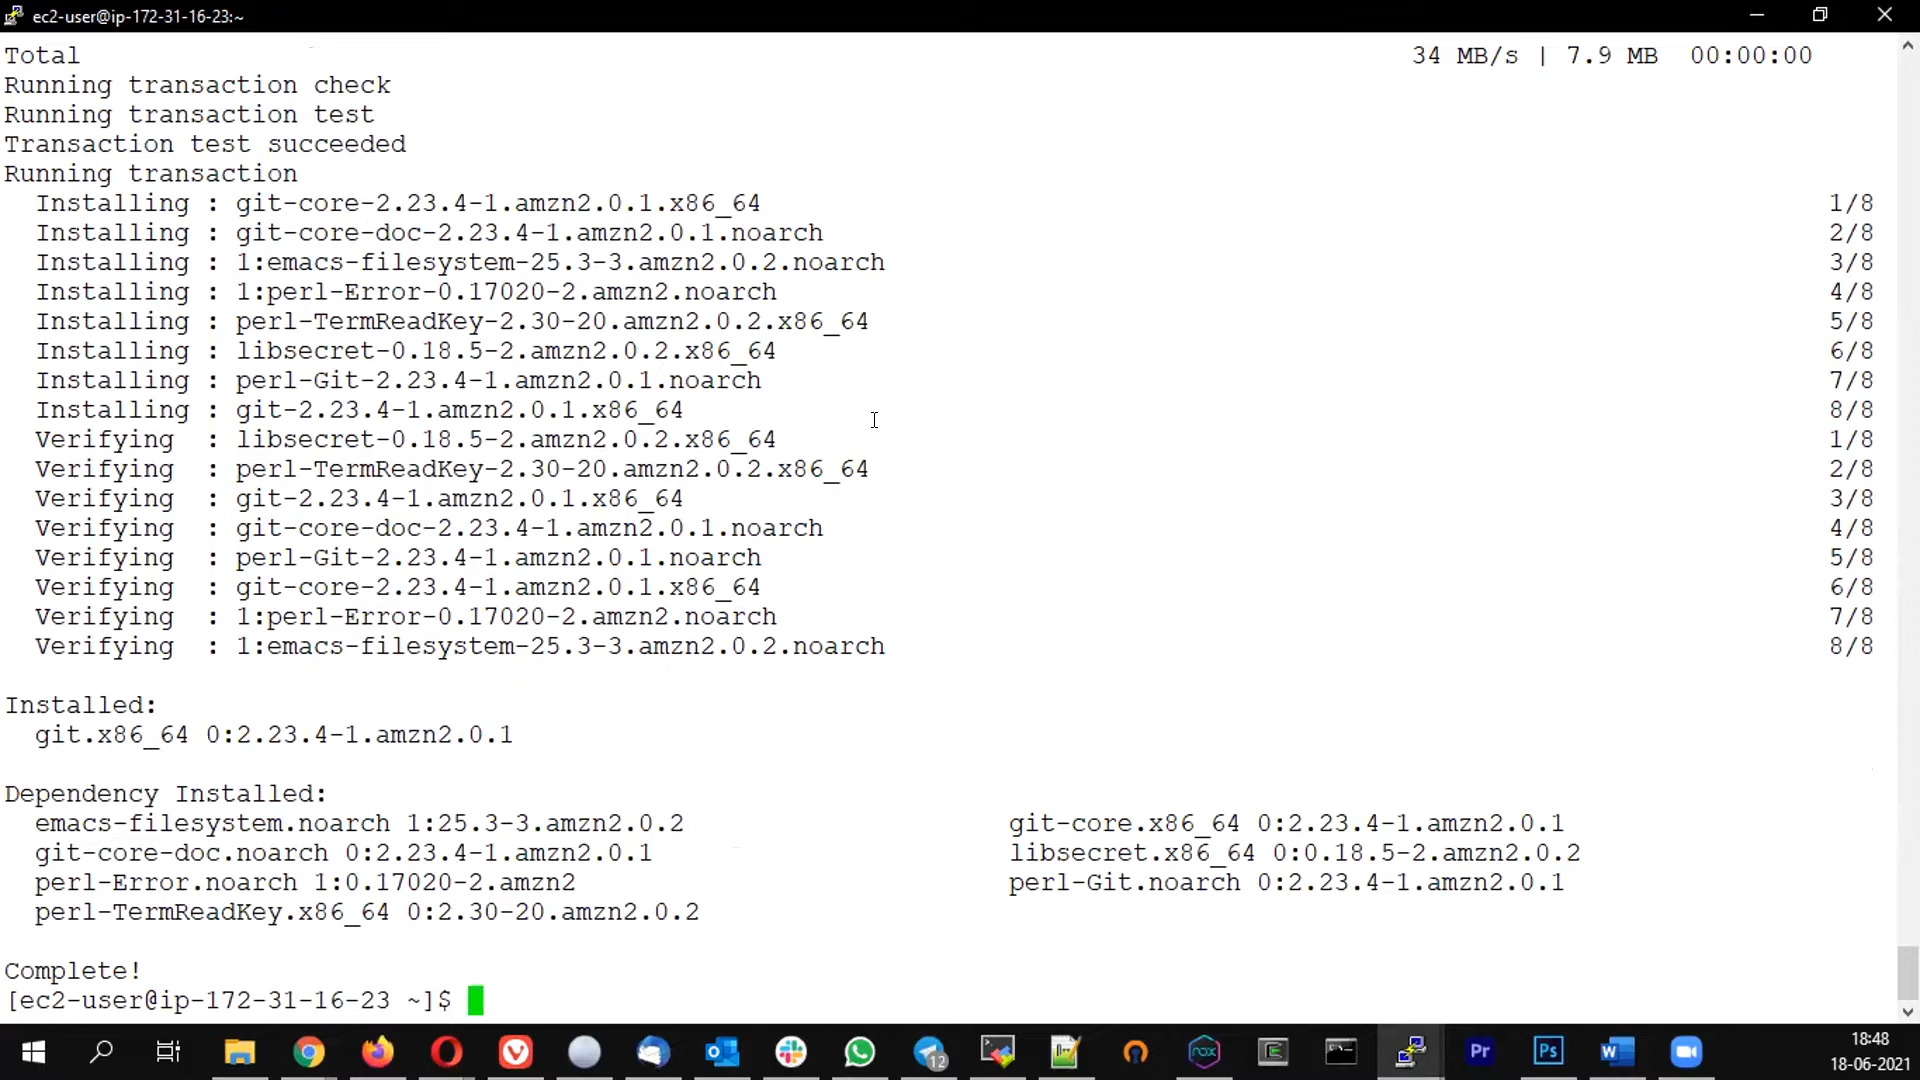 ec2-user@ip-172-31-16-23:~
Total 34 MB/s | 7.9 MB 00:00:00
Running transaction check
Running transaction test
Transaction test succeeded
Running transaction
Installing : git-core-2.23.4-1.amzn2.0.1.x86_64 1/8
Installing : git-core-doc-2.23.4-1.amzn2.0.1.noarch 2/8
Installing : 1:emacs-filesystem-25.3-3.amzn2.0.2.noarch 3/8
Installing : 1:perl-Error-0.17020-2.amzn2.noarch 4/8
Installing : perl-TermReadKey-2.30-20.amzn2.0.2.x86_64 5/8
Installing : libsecret-0.18.5-2.amzn2.0.2.x86_64 6/8
Installing : perl-Git-2.23.4-1.amzn2.0.1.noarch 7/8
Installing : git-2.23.4-1.amzn2.0.1.x86_64 8/8
Verifying : libsecret-0.18.5-2.amzn2.0.2.x86_64 1/8
Verifying : perl-TermReadKey-2.30-20.amzn2.0.2.x86_64 2/8
Verifying : git-2.23.4-1.amzn2.0.1.x86_64 3/8
Verifying : git-core-doc-2.23.4-1.amzn2.0.1.noarch 4/8
Verifying : perl-Git-2.23.4-1.amzn2.0.1.noarch 5/8
Verifying : git-core-2.23.4-1.amzn2.0.1.x86_64 6/8
Verifying : 1:perl-Error-0.17020-2.amzn2.noarch 7/8
Verifying : 1:emacs-filesystem-25.3-3.amzn2.0.2.noarch 8/8
Installed:
git.x86_64 0:2.23.4-1.amzn2.0.1
Dependency Installed:
emacs-filesystem.noarch 1:25.3-3.amzn2.0.2 git-core.x86_64 0:2.23.4-1.amzn2.0.1
git-core-doc.noarch 0:2.23.4-1.amzn2.0.1 libsecret.x86_64 0:0.18.5-2.amzn2.0.2
perl-Error.noarch 1:0.17020-2.amzn2 perl-Git.noarch 0:2.23.4-1.amzn2.0.1
perl-TermReadKey.x86_64 0:2.30-20.amzn2.0.2
Complete!
[ec2-user@ip-172-31-16-23 ~]$
12
nox
Pr
Ps
18:48
18-06-2021